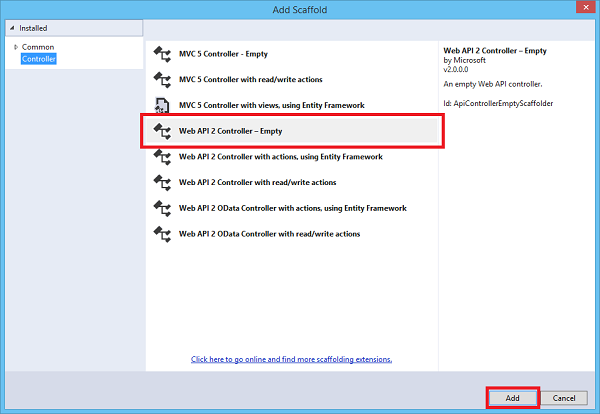 Add Scaffold
Installed
Common
Controller
MVC 5 Controller - Empty
MVC 5 Controller with read/write actions
MVC 5 Controller with views, using Entity Framework
Web API 2 Controller – Empty
Web API 2 Controller with actions, using Entity Framework
Web API 2 Controller with read/write actions
Web API 2 OData Controller with actions, using Entity Framework
Web API 2 OData Controller with read/write actions
Click here to go online and find more scaffolding extensions.
Web API 2 Controller – Empty
by Microsoft
v2.0.0.0
An empty Web API controller.
Id: ApiControllerEmptyScaffolder
Add
Cancel